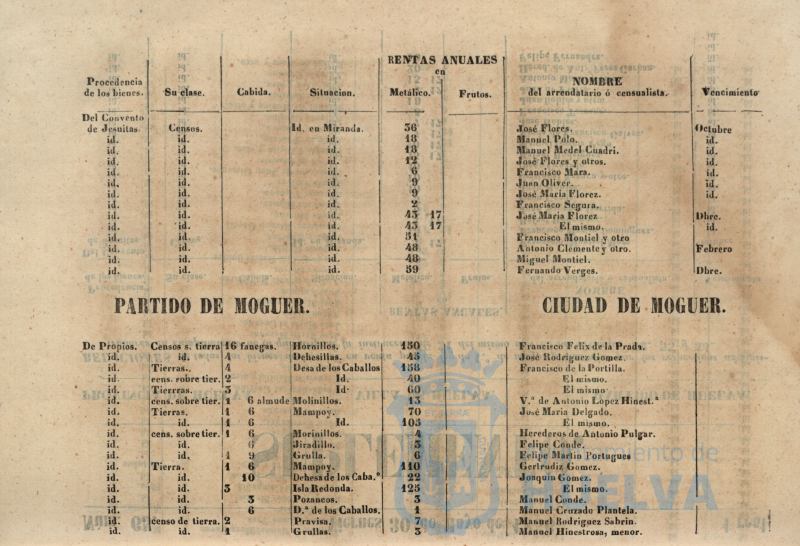 RENTAS ANUALES
en
Procedencia de los bienes. Su clase. Cabida. Situacion. Metálico. Frutos. NOMBRE del arrendatario ó censualista. Vencimiento
Del Convento
de Jesuitas. Censos. Id. en Miranda. 36 José Flores. Octubre
id. id. id. 18 Manuel Polo. id.
id. id. id. 18 Manuel Medel Cuadri. id.
id. id. id. 12 José Flores y otros. id.
id. id. id. 6 Francisco Mara. id.
id. id. id. 9 Juan Oliver. id.
id. id. id. 9 José Maria Florez. id.
id. id. id. 2 Francisco Segura.
id. id. id. 43 17 José Maria Florez Dbre.
id. id. id. 43 17 El mismo. id.
id. id. id. 51 Francisco Montiel y otro
id. id. id. 48 Antonio Clemente y otro. Febrero
id. id. id. 48 Miguel Montiel.
id. id. id. 59 Fernando Verges. Dbre.
PARTIDO DE MOGUER. CIUDAD DE MOGUER.
De Propios. Censos s. tierra 16 fanegas. Hornillos. 150 Francisco Felix de la Prada.
id. id. 4 Dehesillas. 45 José Rodriguez Gomez.
id. Tierras. 4 Desa de los Caballos 158 Francisco de la Portilla.
id. cens. sobre tier. 2 Id. 40 El mismo.
id. Tierreras. 3 Id. 60 El mismo.
id. cens. sobre tier. 1 6 almude Molinillos. 13 V.ª de Antonio López Hinest.ª
id. Tierras. 1 6 Mampoy. 70 José Maria Delgado.
id. id. 1 6 Id. 105 El mismo.
id. cens. sobre tier. 1 6 Morinillos. 4 Herederos de Antonio Pulgar.
id. id. 6 Jiradillo. 3 Felipe Conde.
id. id. 1 9 Grulla. 6 Felipe Martin Portugues
id. Tierra. 1 6 Mampoy. 110 Gertrudiz Gomez.
id. id. 10 Dehesa de los Caba.ˢ 22 Joaquin Gomez.
id. id. 3 Isla Redonda. 125 El mismo.
id. id. 3 Pozancos. 3 Manuel Conde.
id. id. 6 D.ª de los Caballos 1 Manuel Cruzado Plantela.
id. censo de tierra. 2 Pravisa. 7 Manuel Rodriguez Sabrin.
id. id. 1 Grullas. 3 Manuel Hinestrosa, menor.